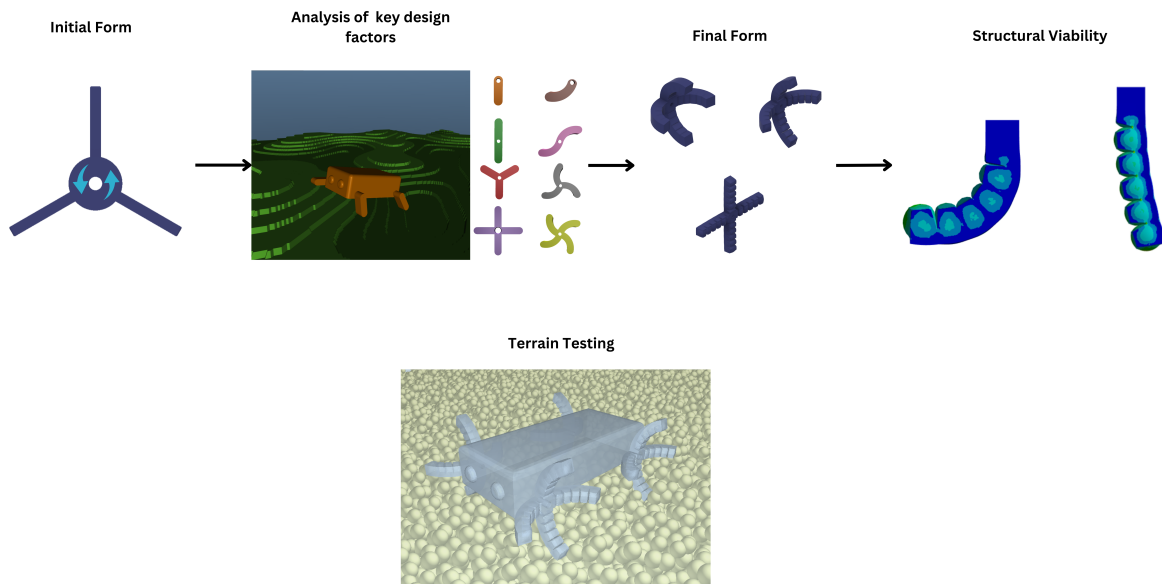 Initial Form
Analysis of key design
factors
Final Form
Structural Viability
Terrain Testing